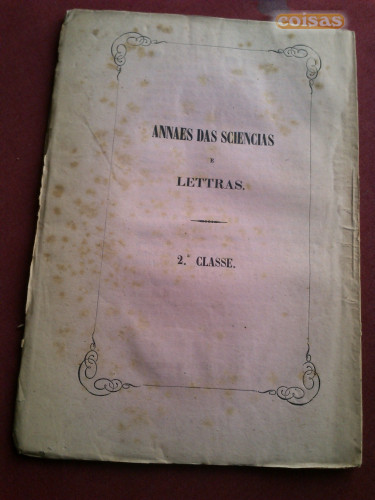 coisas
ANNAES DAS SCIENCIAS
E
LETTRAS.
2.ª CLASSE.